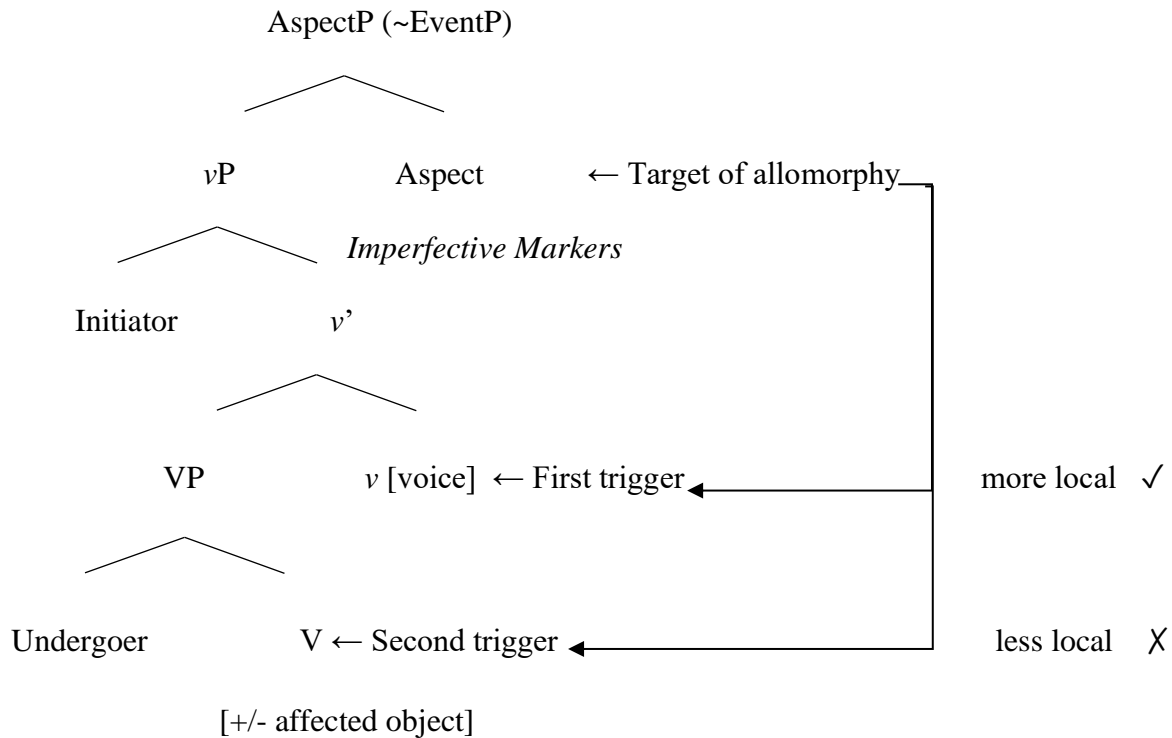 AspectP (~EventP)
vP Aspect ← Target of allomorphy
Imperfective Markers
Initiator v’
VP v [voice] ← First trigger more local ✓
Undergoer V ← Second trigger less local ✗
[+/- affected object]